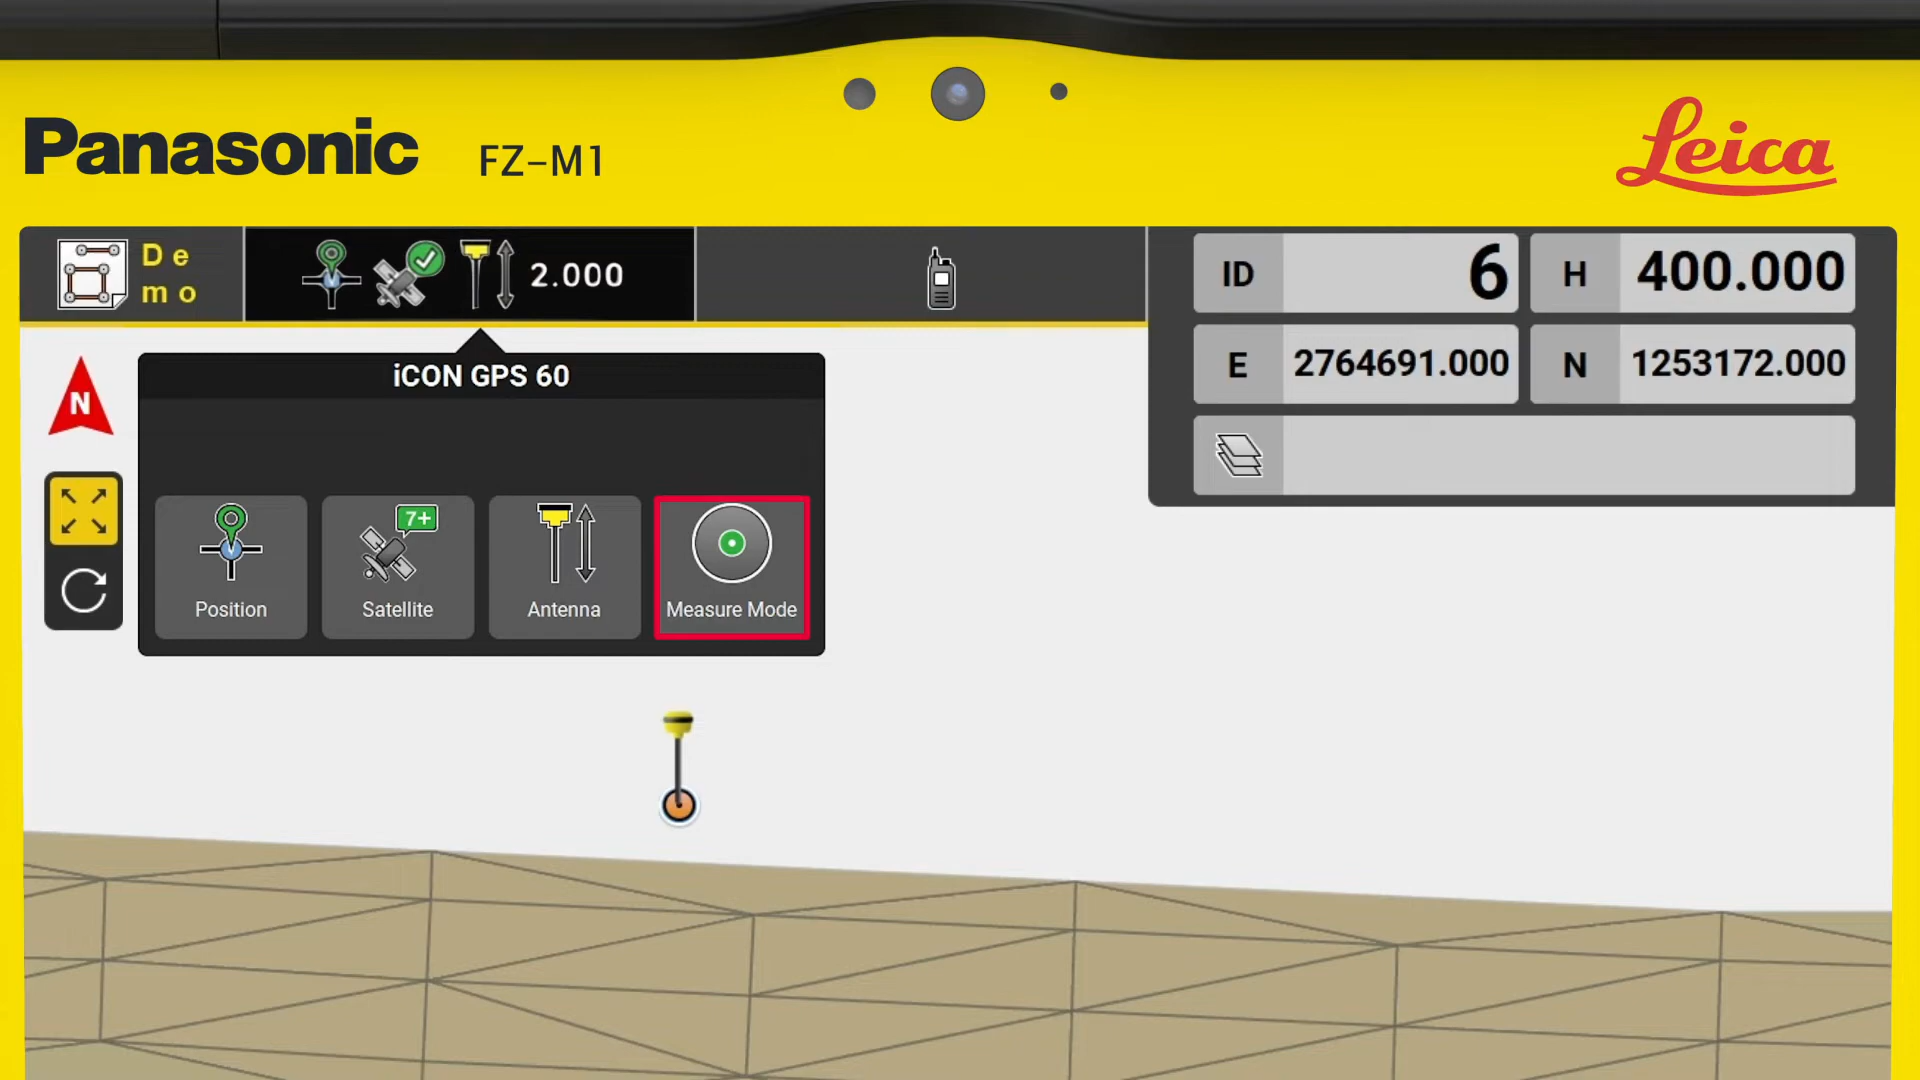 Panasonic FZ-M1
Leica
De
mo
2.000
ID 6 H 400.000
E 2764691.000 N 1253172.000
N
iCON GPS 60
7+
Position Satellite Antenna Measure Mode